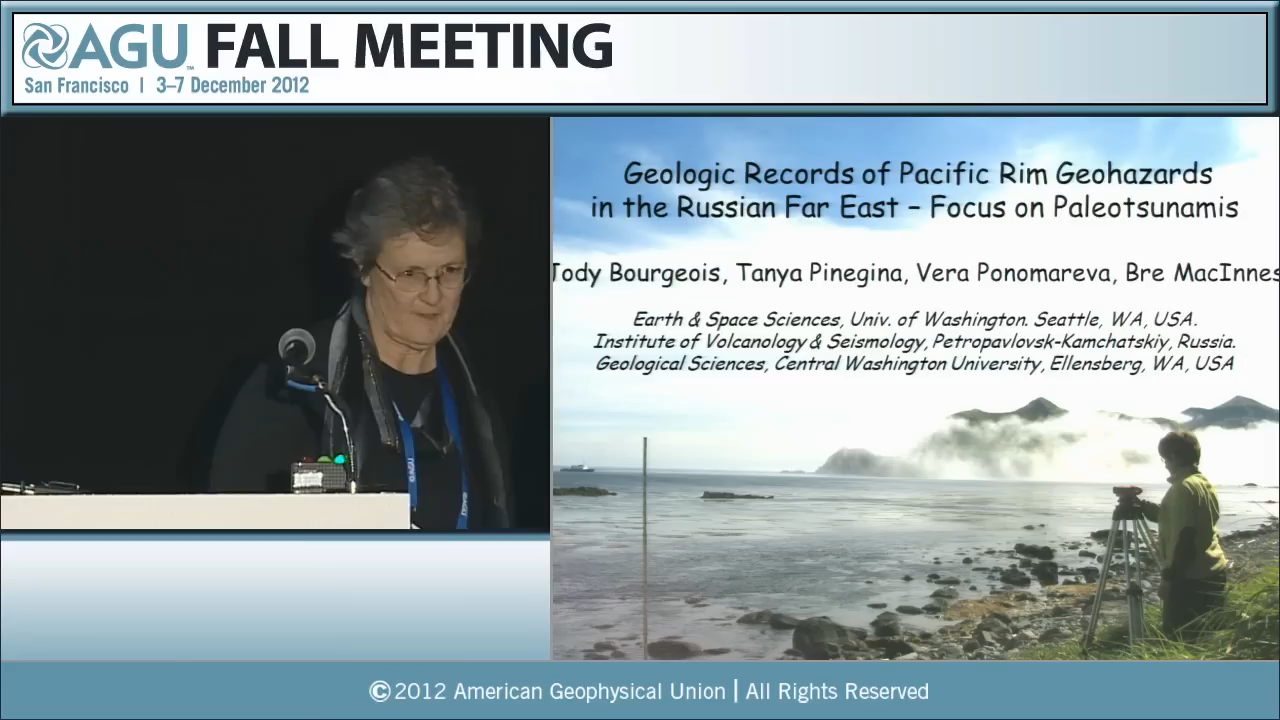 AGU™ FALL MEETING
San Francisco | 3–7 December 2012
Geologic Records of Pacific Rim Geohazards
in the Russian Far East – Focus on Paleotsunamis
Jody Bourgeois, Tanya Pinegina, Vera Ponomareva, Bre MacInnes
Earth & Space Sciences, Univ. of Washington. Seattle, WA, USA.
Institute of Volcanology & Seismology, Petropavlovsk-Kamchatskiy, Russia.
Geological Sciences, Central Washington University, Ellensberg, WA, USA
©2012 American Geophysical Union | All Rights Reserved